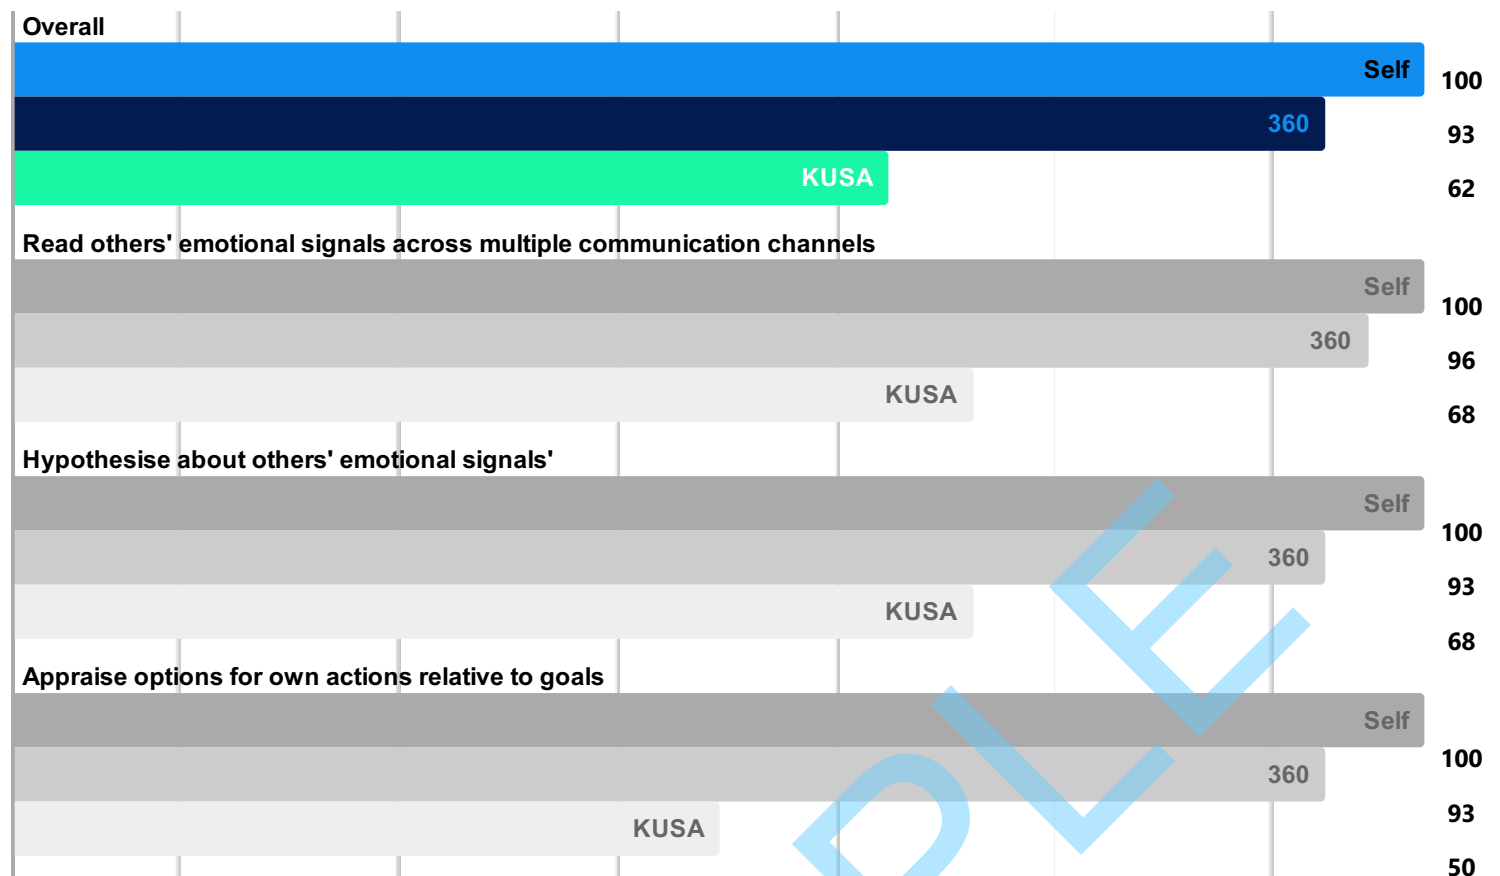 Overall
Self 100
360 93
KUSA 62
Read others' emotional signals across multiple communication channels
Self 100
360 96
KUSA 68
Hypothesise about others' emotional signals'
Self 100
360 93
KUSA 68
Appraise options for own actions relative to goals
Self 100
360 93
KUSA 50
PLE